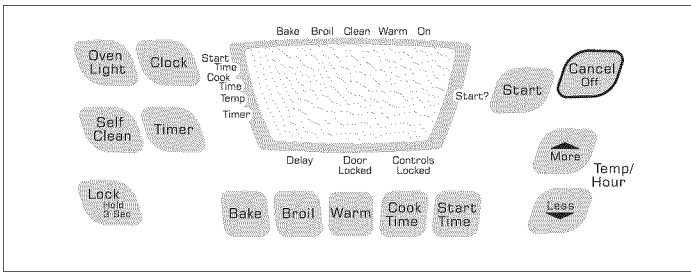 Bake Broil Clean Warm On
Oven
Light
Clock
Start
Time
Cook
Time
Temp
Timer
Start?
Start
Cancel
Off
Self
Clean
Timer
Delay
Door
Locked
Controls
Locked
More
Temp/
Hour
Less
Lock
Hold
3 Sec
Bake
Broil
Warm
Cook
Time
Start
Time